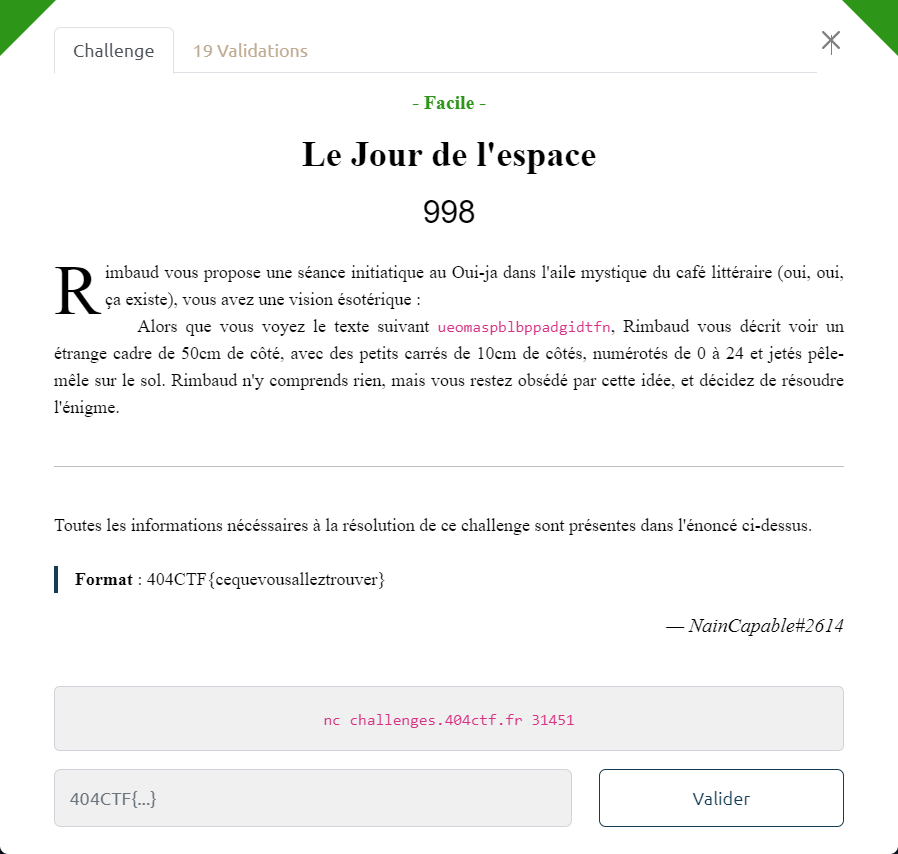 Challenge
19 Validations
- Facile -
Le Jour de l'espace
998
Rimbaud vous propose une séance initiatique au Oui-ja dans l'aile mystique du café littéraire (oui, oui,
ça existe), vous avez une vision ésotérique :
Alors que vous voyez le texte suivant ueomaspblbppadgidtfn, Rimbaud vous décrit voir un
étrange cadre de 50cm de côté, avec des petits carrés de 10cm de côtés, numérotés de 0 à 24 et jetés pêle-
mêle sur le sol. Rimbaud n'y comprends rien, mais vous restez obsédé par cette idée, et décidez de résoudre
l'énigme.
Toutes les informations nécéssaires à la résolution de ce challenge sont présentes dans l'énoncé ci-dessus.
Format : 404CTF{cequevousalleztrouver}
— NainCapable#2614
nc challenges.404ctf.fr 31451
404CTF{...}
Valider